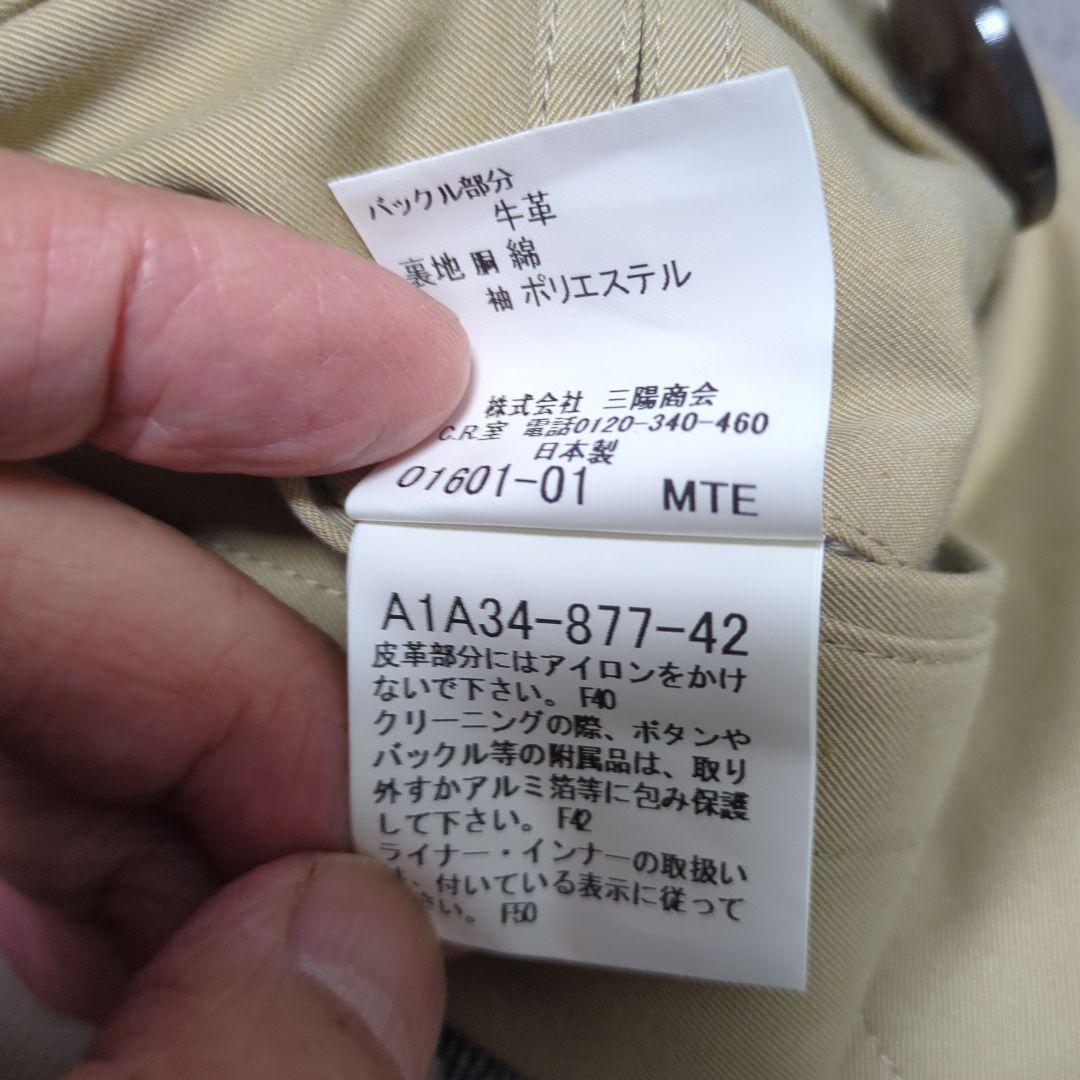 バックル部分
牛革
裏地 胴 綿
袖 ポリエステル
株式会社 三陽商会
C.R.室 電話0120-340-460
日本製
01601-01 MTE
A1A34-877-42
皮革部分にはアイロンをかけ
ないで下さい。 F40
クリーニングの際、ボタンや
バックル等の附属品は、取り
外すかアルミ箔等に包み保護
して下さい。 F42
ライナー・インナーの取扱い
、付いている表示に従って
さい。 F50